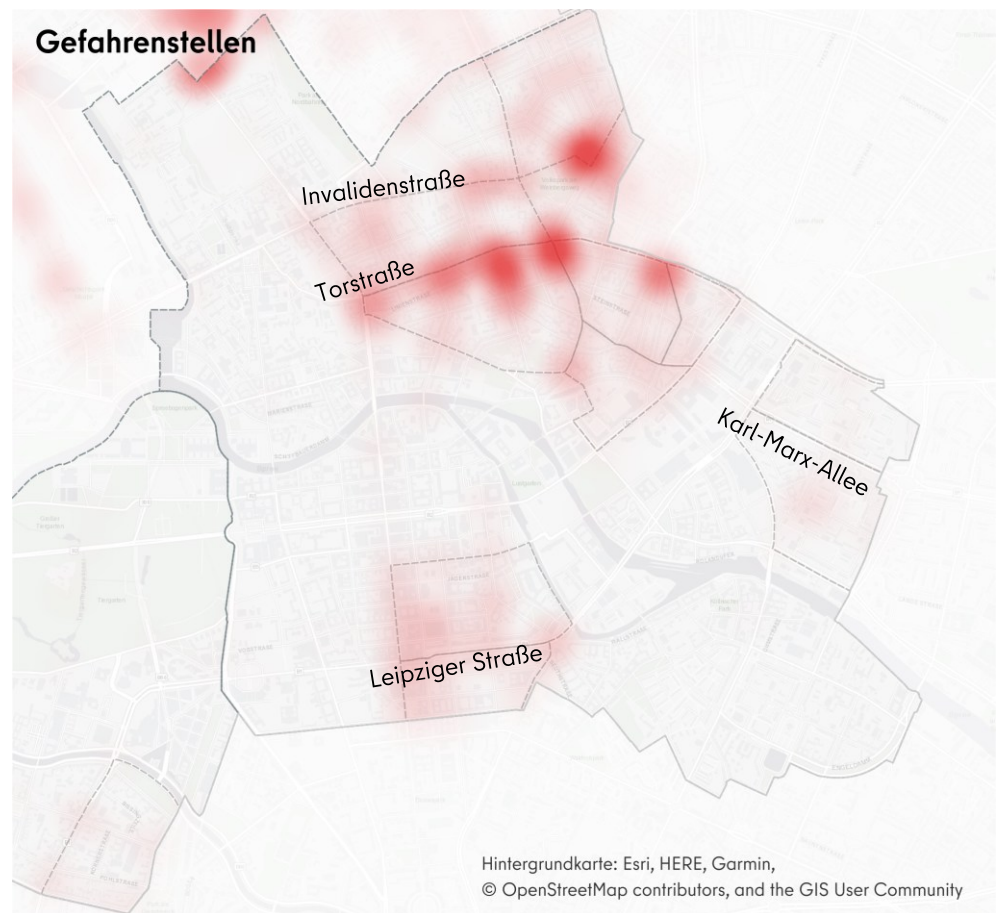 Gefahrenstellen
Invalidenstraße
Torstraße
Karl-Marx-Allee
Leipziger Straße
Hintergrundkarte: Esri, HERE, Garmin,
© OpenStreetMap contributors, and the GIS User Community